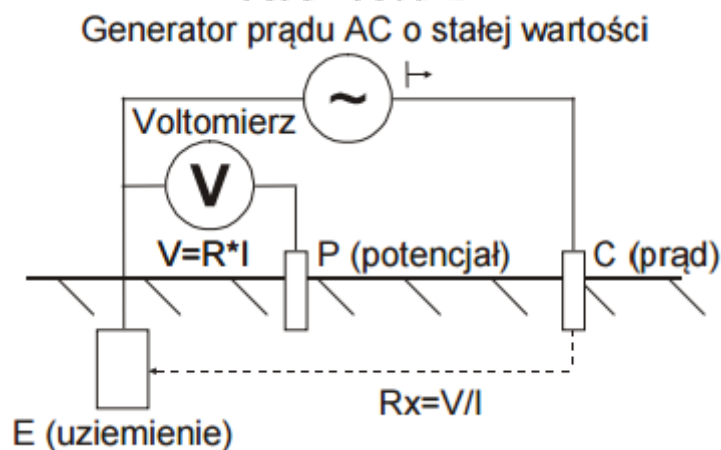 Generator prądu AC o stałej wartości
~
Voltomierz
V
V=R*I
P (potencjał)
C (prąd)
Rx=V/I
E (uziemienie)